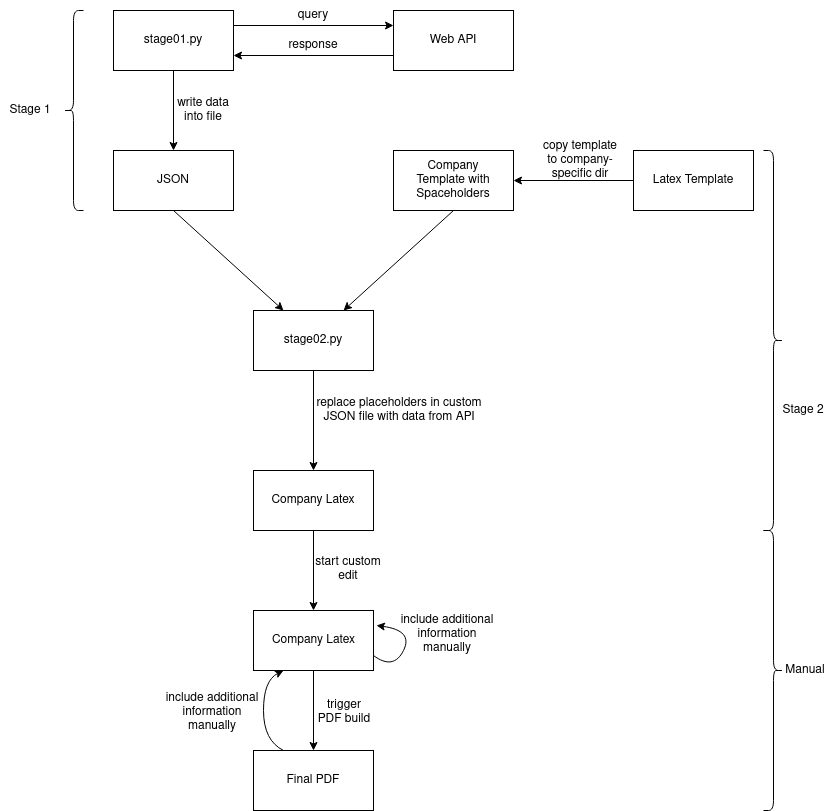 query
stage01.py
Web API
response
Stage 1
write data
into file
JSON
Company
Template with
Spaceholders
copy template
to company-
specific dir
Latex Template
stage02.py
replace placeholders in custom
JSON file with data from API
Stage 2
Company Latex
start custom
edit
Company Latex
include additional
information
manually
Manual
include additional
information
manually
trigger
PDF build
Final PDF